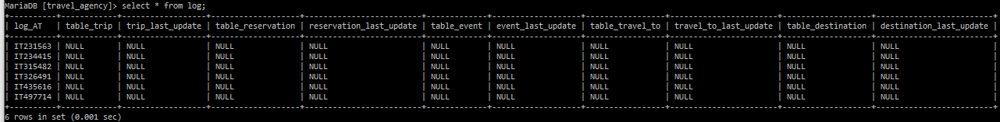 MariaDB [travel_agency]> select * from log;
+----------+------------+------------------+-------------------+-------------------------+-------------+-------------------+-----------------+-----------------------+-------------------+-------------------------+
| log_AT | table_trip | trip_last_update | table_reservation | reservation_last_update | table_event | event_last_update | table_travel_to | travel_to_last_update | table_destination | destination_last_update |
+----------+------------+------------------+-------------------+-------------------------+-------------+-------------------+-----------------+-----------------------+-------------------+-------------------------+
| IT231563 | NULL | NULL | NULL | NULL | NULL | NULL | NULL | NULL | NULL | NULL |
| IT234415 | NULL | NULL | NULL | NULL | NULL | NULL | NULL | NULL | NULL | NULL |
| IT315482 | NULL | NULL | NULL | NULL | NULL | NULL | NULL | NULL | NULL | NULL |
| IT326491 | NULL | NULL | NULL | NULL | NULL | NULL | NULL | NULL | NULL | NULL |
| IT435616 | NULL | NULL | NULL | NULL | NULL | NULL | NULL | NULL | NULL | NULL |
| IT497714 | NULL | NULL | NULL | NULL | NULL | NULL | NULL | NULL | NULL | NULL |
+----------+------------+------------------+-------------------+-------------------------+-------------+-------------------+-----------------+-----------------------+-------------------+-------------------------+
6 rows in set (0.001 sec)